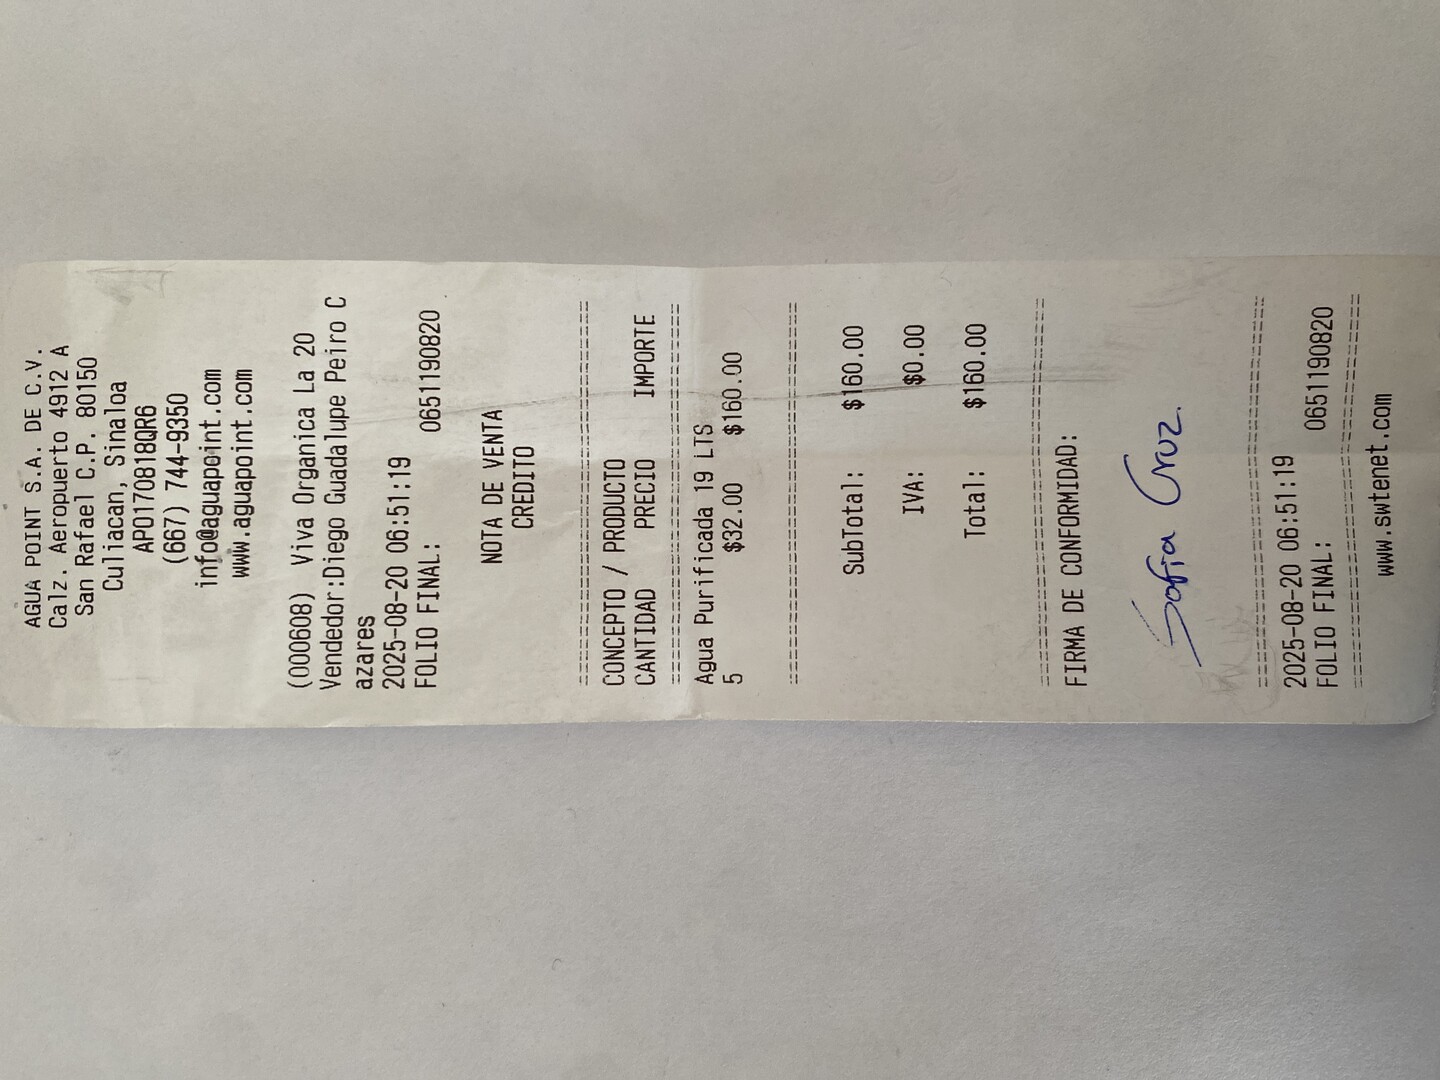 AGUA POINT S.A. DE C.V.
Calz. Aeropuerto 4912 A
San Rafael C.P. 80150
Culiacan, Sinaloa
APO170818QR6
(667) 744-9350
info@aguapoint.com
www.aguapoint.com
(000608) Viva Organica La 20
Vendedor:Diego Guadalupe Peiro C
azares
2025-08-20 06:51:19
FOLIO FINAL: 0651190820
NOTA DE VENTA
CREDITO
CONCEPTO / PRODUCTO
CANTIDAD PRECIO IMPORTE
Agua Purificada 19 LTS
5 $32.00 $160.00
SubTotal: $160.00
IVA: $0.00
Total: $160.00
FIRMA DE CONFORMIDAD:
Sofia Cruz.
2025-08-20 06:51:19
FOLIO FINAL: 0651190820
www.swtenet.com